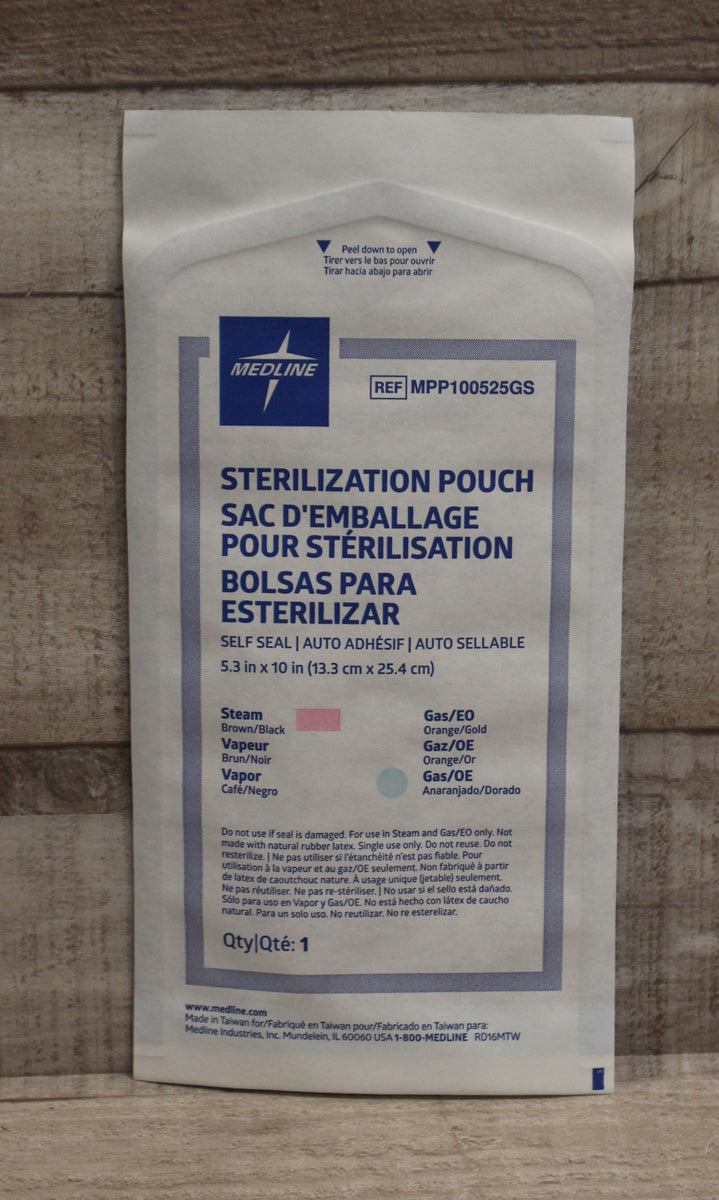 Peel down to open
Tirer vers le bas pour ouvrir
Tirar hacia abajo para abrir
MEDLINE
REF MPP100525GS
STERILIZATION POUCH
SAC D'EMBALLAGE
POUR STÉRILISATION
BOLSAS PARA
ESTERILIZAR
SELF SEAL | AUTO ADHÉSIF | AUTO SELLABLE
5.3 in x 10 in (13.3 cm x 25.4 cm)
Steam
Brown/Black
Vapeur
Brun/Noir
Vapor
Café/Negro
Gas/EO
Orange/Gold
Gaz/OE
Orange/Or
Gas/OE
Anaranjado/Dorado
Do not use if seal is damaged. For use in Steam and Gas/EO only. Not
made with natural rubber latex. Single use only. Do not reuse. Do not
resterilize. | Ne pas utiliser si l'étanchéité n'est pas fiable. Pour
utilisation à la vapeur et au gaz/OE seulement. Non fabriqué à partir
de latex de caoutchouc nature. À usage unique (jetable) seulement.
Ne pas réutiliser. Ne pas re-stériliser. | No usar si el sello está dañado.
Sólo para uso en Vapor y Gas/OE. No está hecho con látex de caucho
natural. Para un solo uso. No reutilizar. No re esterelizar.
Qty|Qté: 1
www.medline.com
Made in Taiwan for/Fabriqué en Taiwan pour/Fabricado en Taiwan para:
Medline Industries, Inc. Mundelein, IL 60060 USA 1-800-MEDLINE RD16MTW